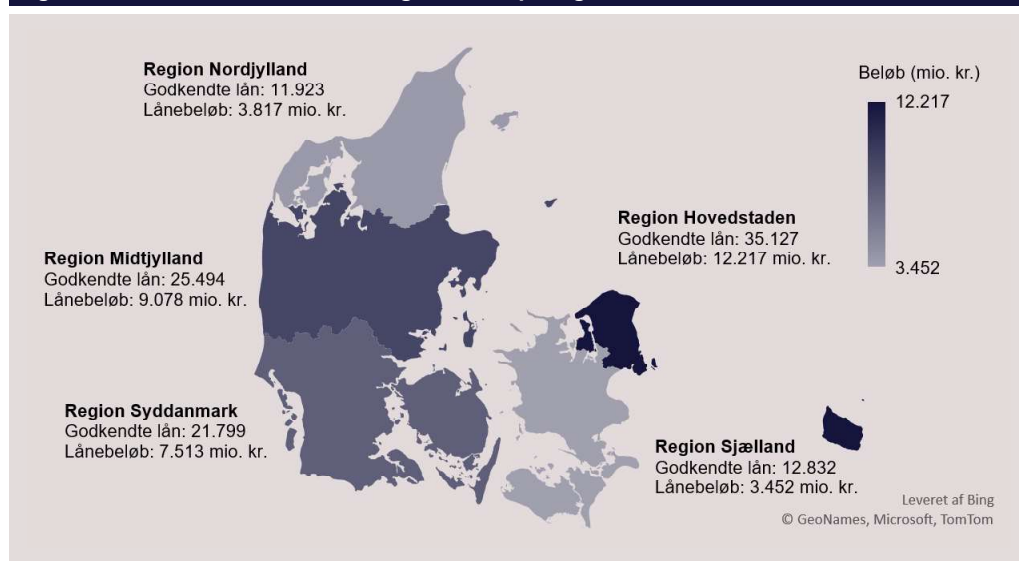 Region Nordjylland
Godkendte lån: 11.923
Lånebeløb: 3.817 mio. kr.
Beløb (mio. kr.)
12.217
3.452
Region Hovedstaden
Godkendte lån: 35.127
Lånebeløb: 12.217 mio. kr.
Region Midtjylland
Godkendte lån: 25.494
Lånebeløb: 9.078 mio. kr.
Region Syddanmark
Godkendte lån: 21.799
Lånebeløb: 7.513 mio. kr.
Region Sjælland
Godkendte lån: 12.832
Lånebeløb: 3.452 mio. kr.
Leveret af Bing
© GeoNames, Microsoft, TomTom